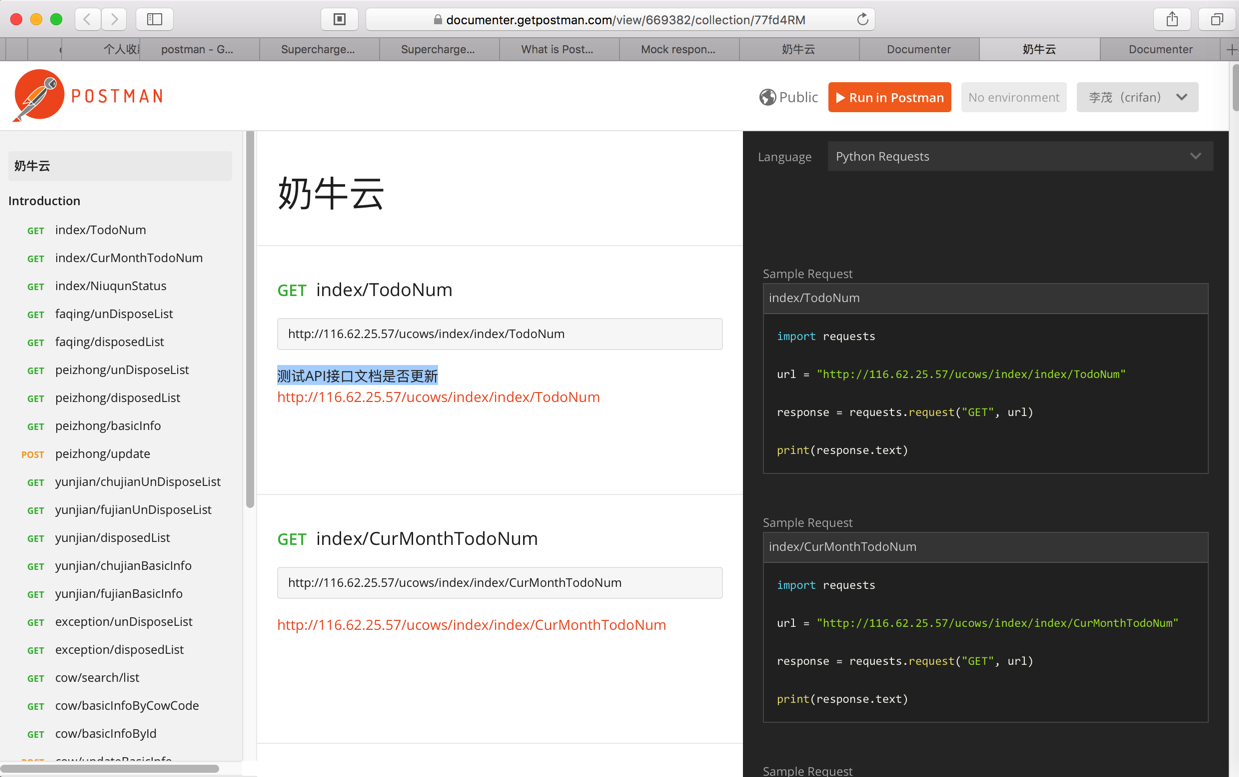 documenter.getpostman.com/view/669382/collection/77fd4RM
个人收
postman - G...
Supercharge...
Supercharge...
What is Post...
Mock respon...
奶牛云
Documenter
奶牛云
Documenter
POSTMAN
Public
Run in Postman
No environment
李茂（crifan）
奶牛云
Introduction
GET index/TodoNum
GET index/CurMonthTodoNum
GET index/NiuqunStatus
GET faqing/unDisposeList
GET faqing/disposedList
GET peizhong/unDisposeList
GET peizhong/disposedList
GET peizhong/basicInfo
POST peizhong/update
GET yunjian/chujianUnDisposeList
GET yunjian/fujianUnDisposeList
GET yunjian/disposedList
GET yunjian/chujianBasicInfo
GET yunjian/fujianBasicInfo
GET exception/unDisposeList
GET exception/disposedList
GET cow/search/list
GET cow/basicInfoByCowCode
GET cow/basicInfoById
POST cow/updateBasicInfo
奶牛云
GET index/TodoNum
http://116.62.25.57/ucows/index/index/TodoNum
测试API接口文档是否更新
http://116.62.25.57/ucows/index/index/TodoNum
GET index/CurMonthTodoNum
http://116.62.25.57/ucows/index/index/CurMonthTodoNum
http://116.62.25.57/ucows/index/index/CurMonthTodoNum
Language Python Requests
Sample Request
index/TodoNum
import requests
url = "http://116.62.25.57/ucows/index/index/TodoNum"
response = requests.request("GET", url)
print(response.text)
Sample Request
index/CurMonthTodoNum
import requests
url = "http://116.62.25.57/ucows/index/index/CurMonthTodoNum"
response = requests.request("GET", url)
print(response.text)
Sample Request